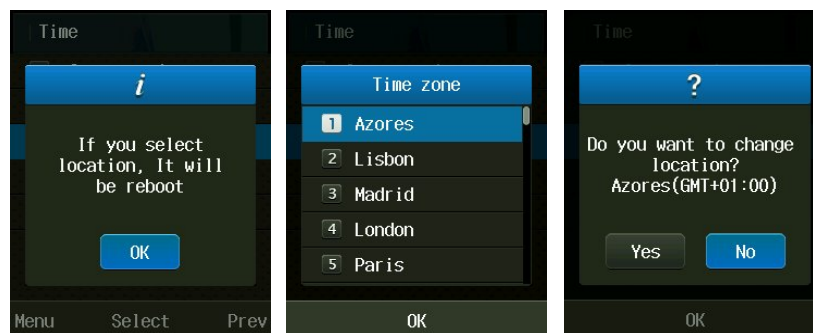 Time
i
If you select
location, It will
be reboot
OK
Menu Select Prev
Time
Time zone
1 Azores
2 Lisbon
3 Madrid
4 London
5 Paris
OK
Time
?
Do you want to change
location?
Azores(GMT+01:00)
Yes No
OK